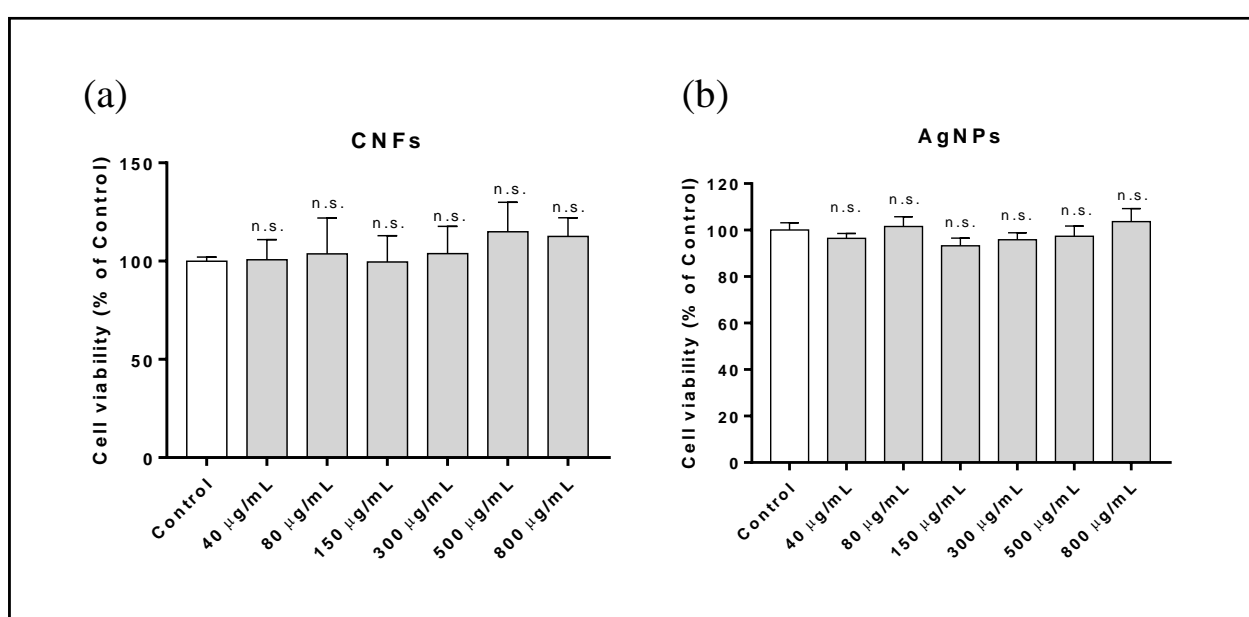 (a)
CNFs
Cell viability (% of Control)
150
100
50
0
n.s.
n.s.
n.s.
n.s.
n.s.
n.s.
Control
40 μg/mL
80 μg/mL
150 μg/mL
300 μg/mL
500 μg/mL
800 μg/mL
(b)
AgNPs
Cell viability (% of Control)
120
100
80
60
40
20
0
n.s.
n.s.
n.s.
n.s.
n.s.
n.s.
Control
40 μg/mL
80 μg/mL
150 μg/mL
300 μg/mL
500 μg/mL
800 μg/mL